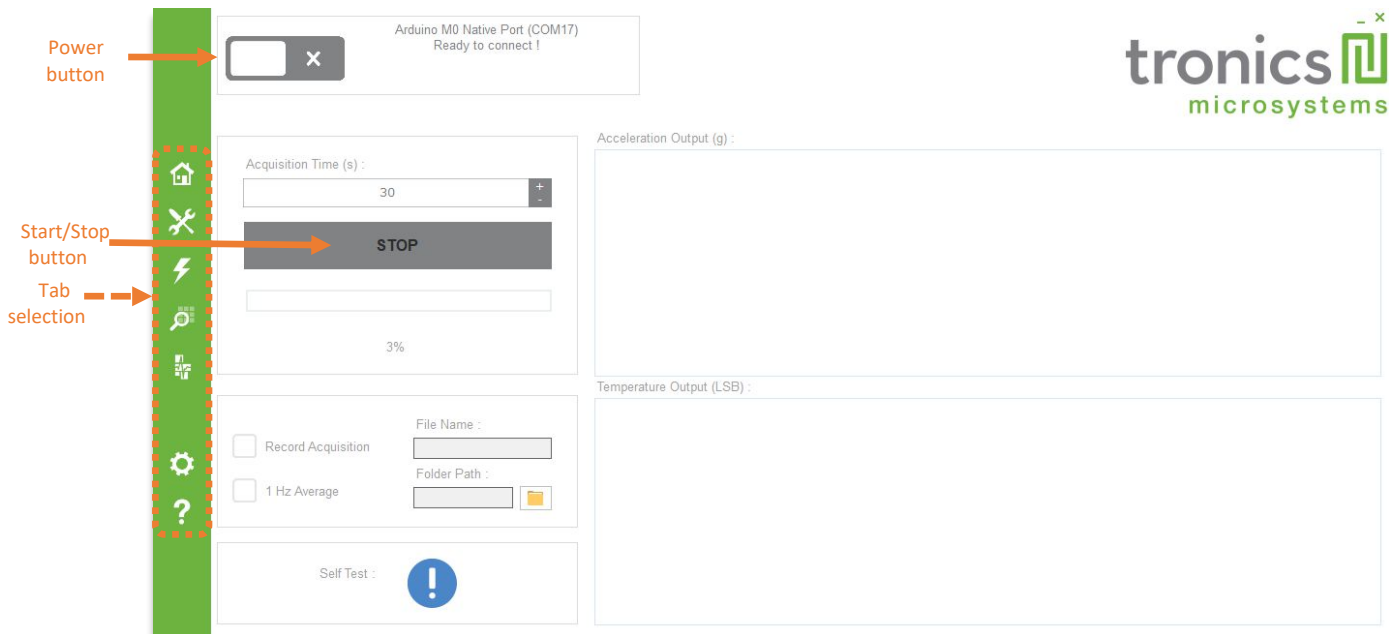 Power
button
Arduino M0 Native Port (COM17)
Ready to connect !
tronics
microsystems
Acquisition Time (s) :
30
+
-
Start/Stop
button
STOP
Tab
selection
3%
Acceleration Output (g) :
Temperature Output (LSB) :
Record Acquisition
File Name :
1 Hz Average
Folder Path :
Self Test :